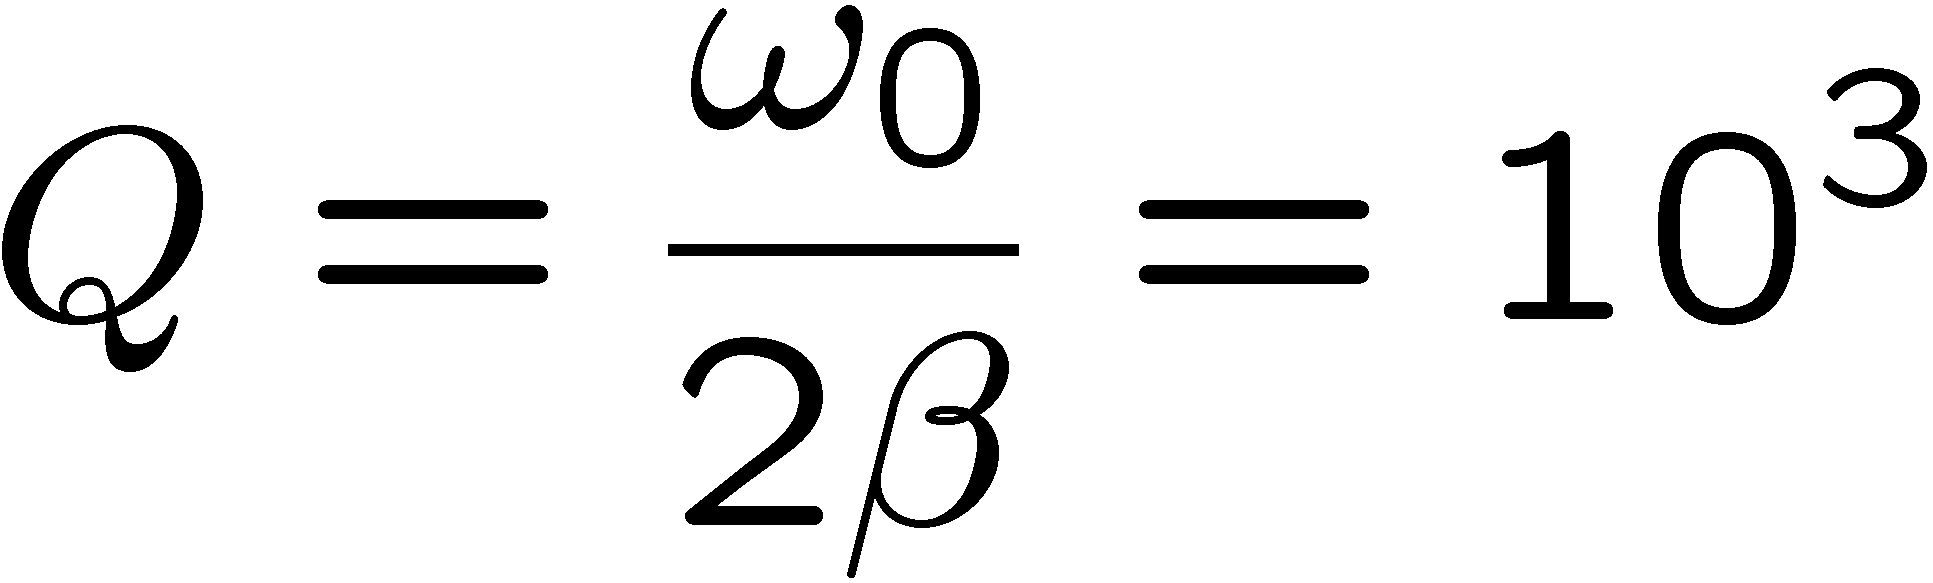 Q = ω₀/2β = 10³